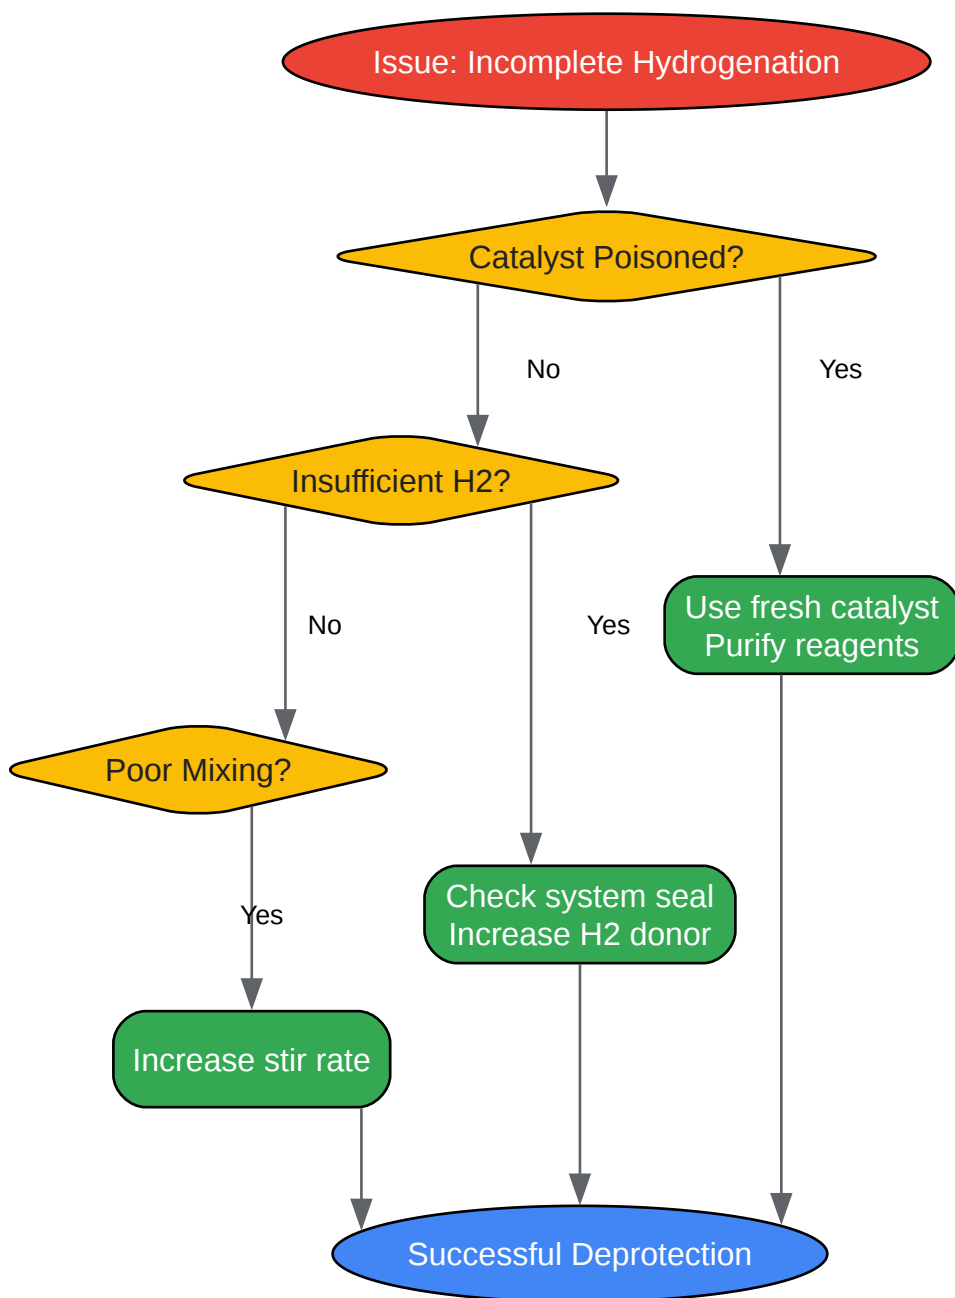 Issue: Incomplete Hydrogenation
Catalyst Poisoned?
No
Yes
Insufficient H2?
Use fresh catalyst
Purify reagents
No
Yes
Poor Mixing?
Check system seal
Increase H2 donor
Yes
Increase stir rate
Successful Deprotection